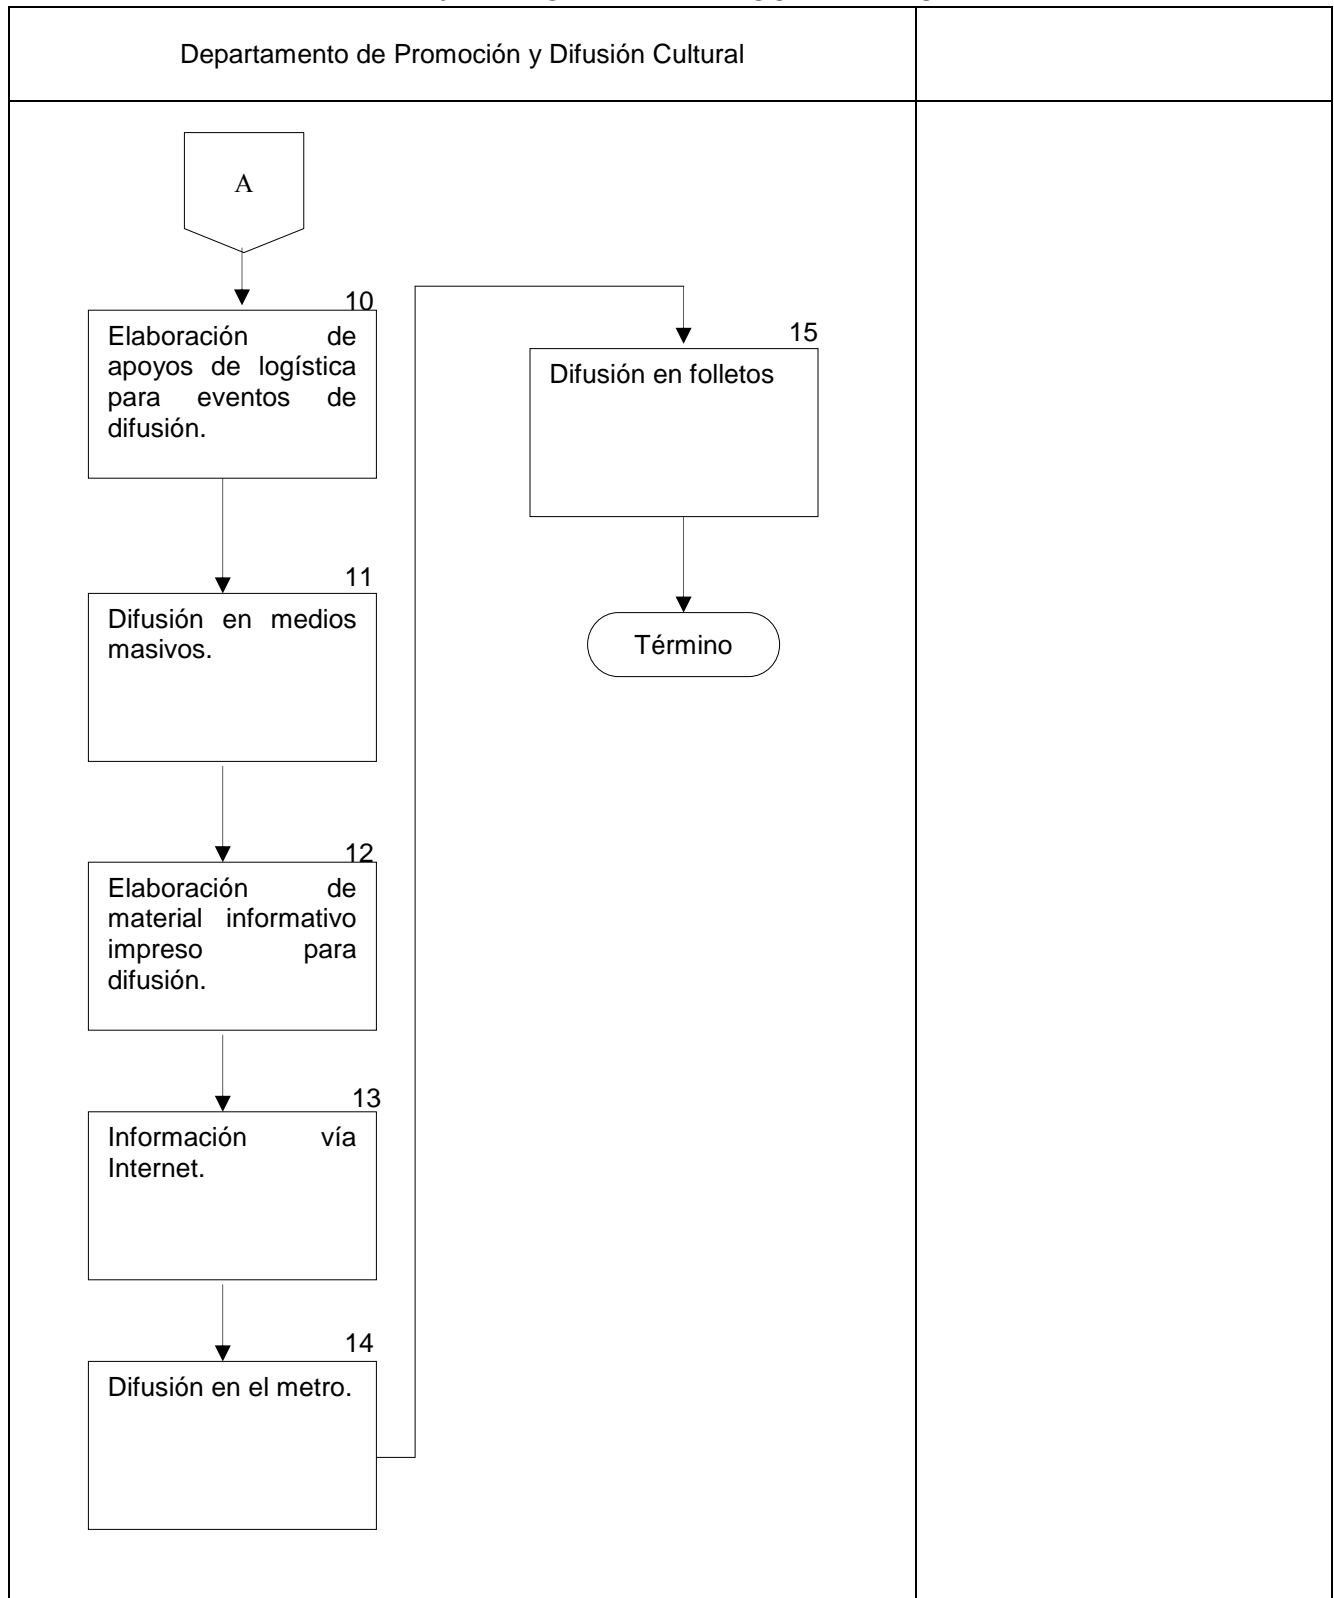 Departamento de Promoción y Difusión Cultural
A
10
Elaboración de
apoyos de logística
para eventos de
difusión.
11
Difusión en medios
masivos.
12
Elaboración de
material informativo
impreso para
difusión.
13
Información vía
Internet.
14
Difusión en el metro.
15
Difusión en folletos
Término